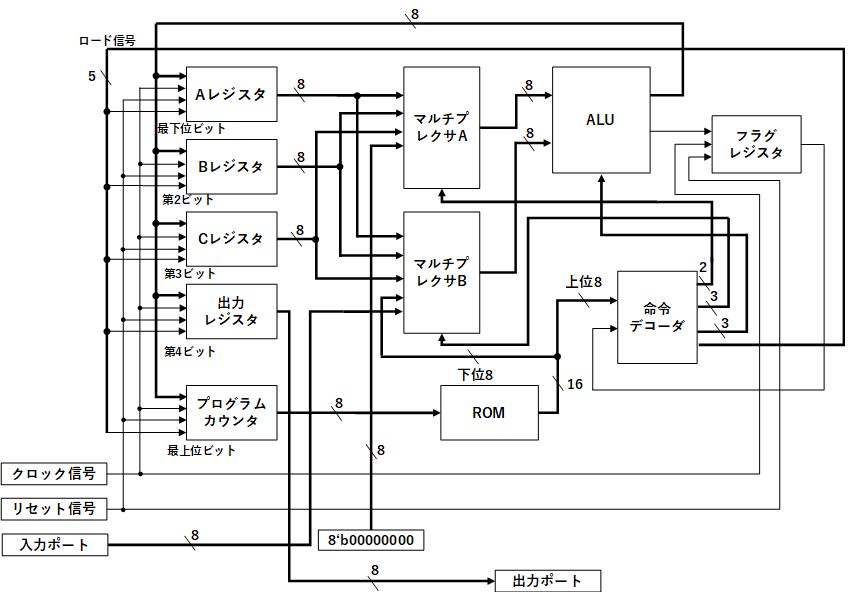 8
ロード信号
5
Aレジスタ
8
最下位ビット
Bレジスタ
8
第2ビット
Cレジスタ
8
第3ビット
出力
レジスタ
第4ビット
プログラム
カウンタ
8
最上位ビット
マルチプ
レクサA
8
マルチプ
レクサB
8
ALU
フラグ
レジスタ
上位8
命令
デコーダ
2
3
3
下位8
16
ROM
8
クロック信号
リセット信号
入力ポート
8
8‘b00000000
8
出力ポート